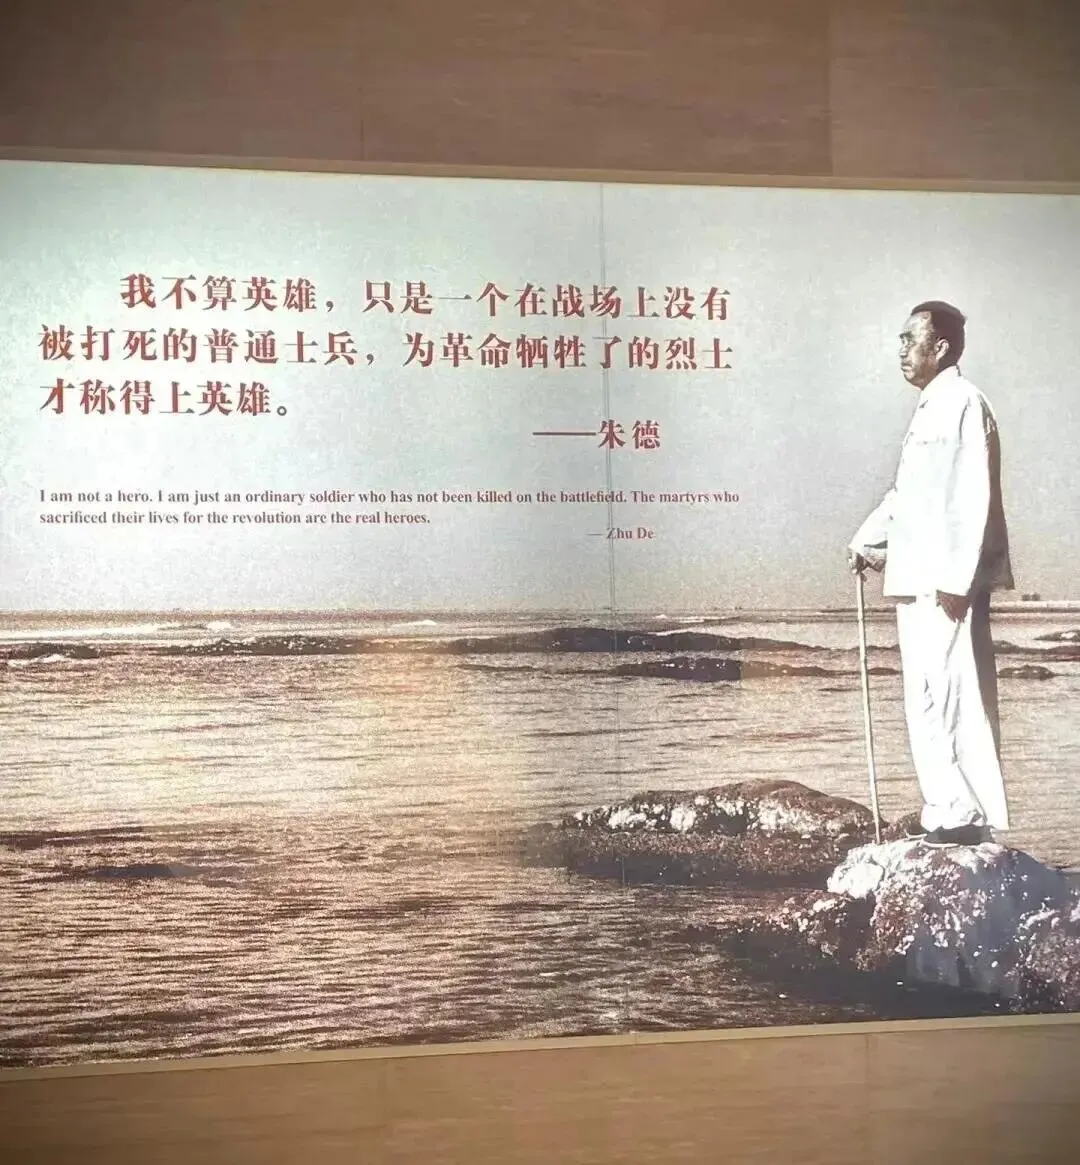 我不算英雄，只是一个在战场上没有
被打死的普通士兵，为革命牺牲了的烈士
才称得上英雄。
——朱德
I am not a hero. I am just an ordinary soldier who has not been killed on the battlefield. The martyrs who
sacrificed their lives for the revolution are the real heroes.
— Zhu De